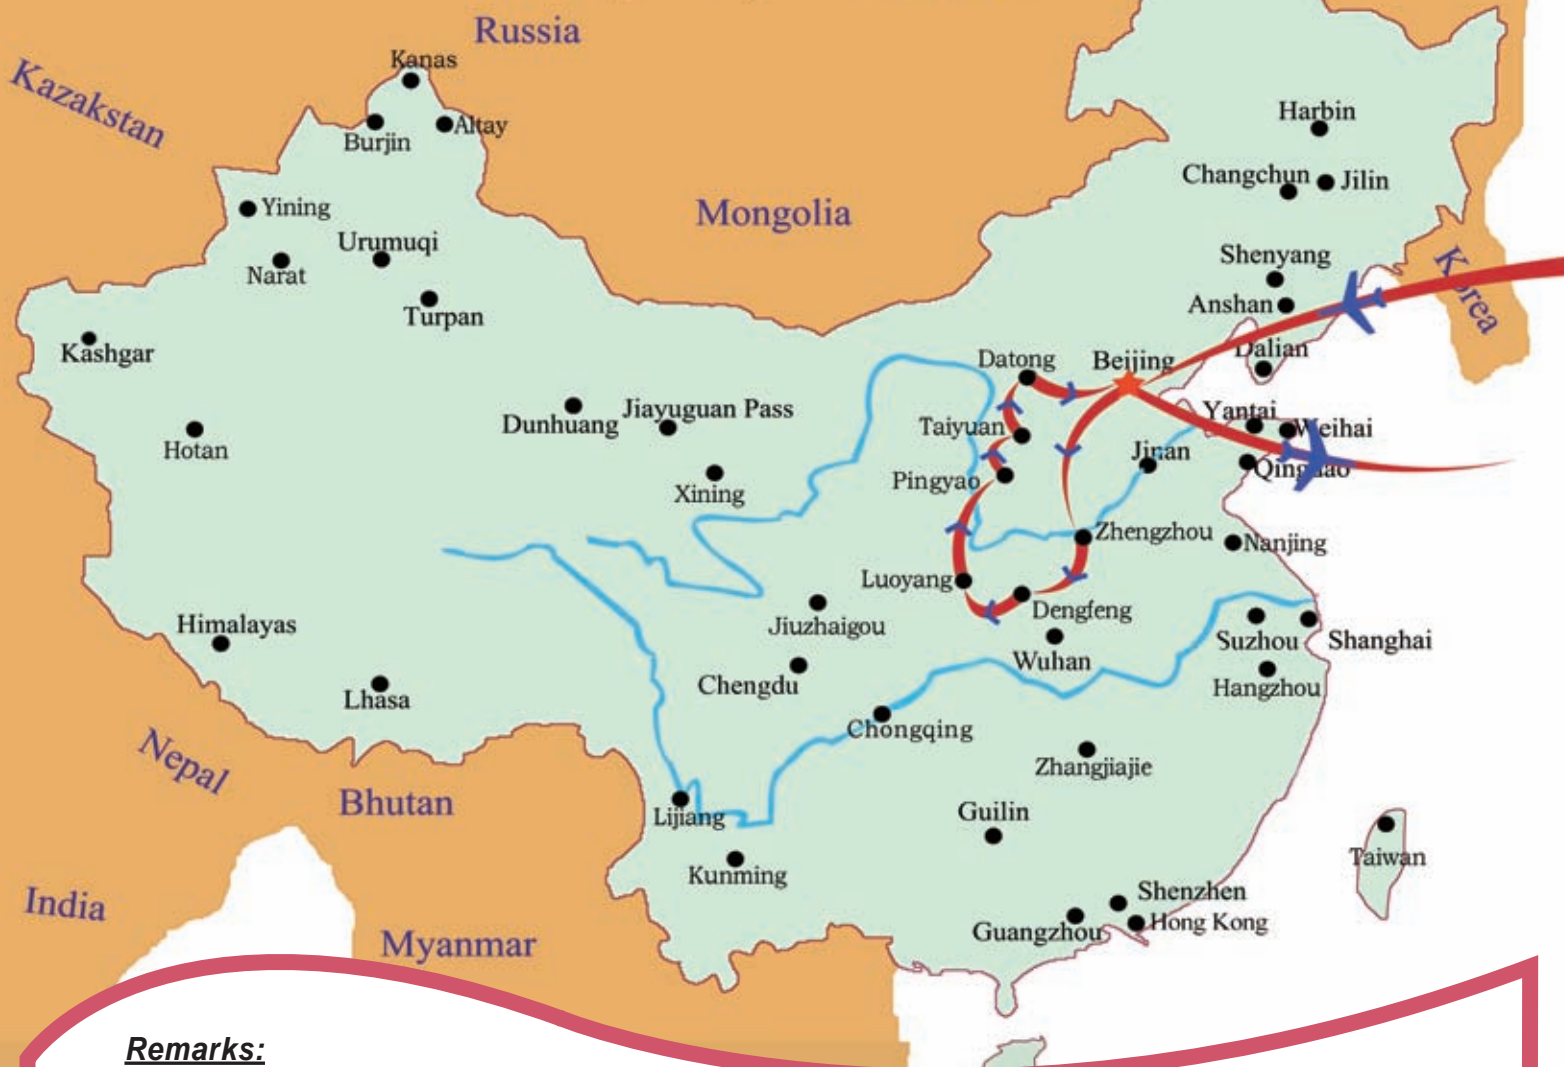 Russia
Kanas
Kazakstan
Altay
Burjin
Harbin
Changchun
Jilin
Yining
Mongolia
Urumuqi
Narat
Shenyang
Korea
Anshan
Turpan
Kashgar
Datong
Beijing
Dalian
Dunhuang
Jiayuguan Pass
Taiyuan
Yantai
Weihai
Hotan
Jinan
Qingdao
Xining
Pingyao
Zhengzhou
Nanjing
Luoyang
Dengfeng
Jiuzhaigou
Himalayas
Suzhou
Shanghai
Wuhan
Chengdu
Hangzhou
Lhasa
Chongqing
Nepal
Zhangjiajie
Bhutan
Lijiang
Guilin
Taiwan
Kunming
Shenzhen
India
Hong Kong
Guangzhou
Myanmar
Remarks: